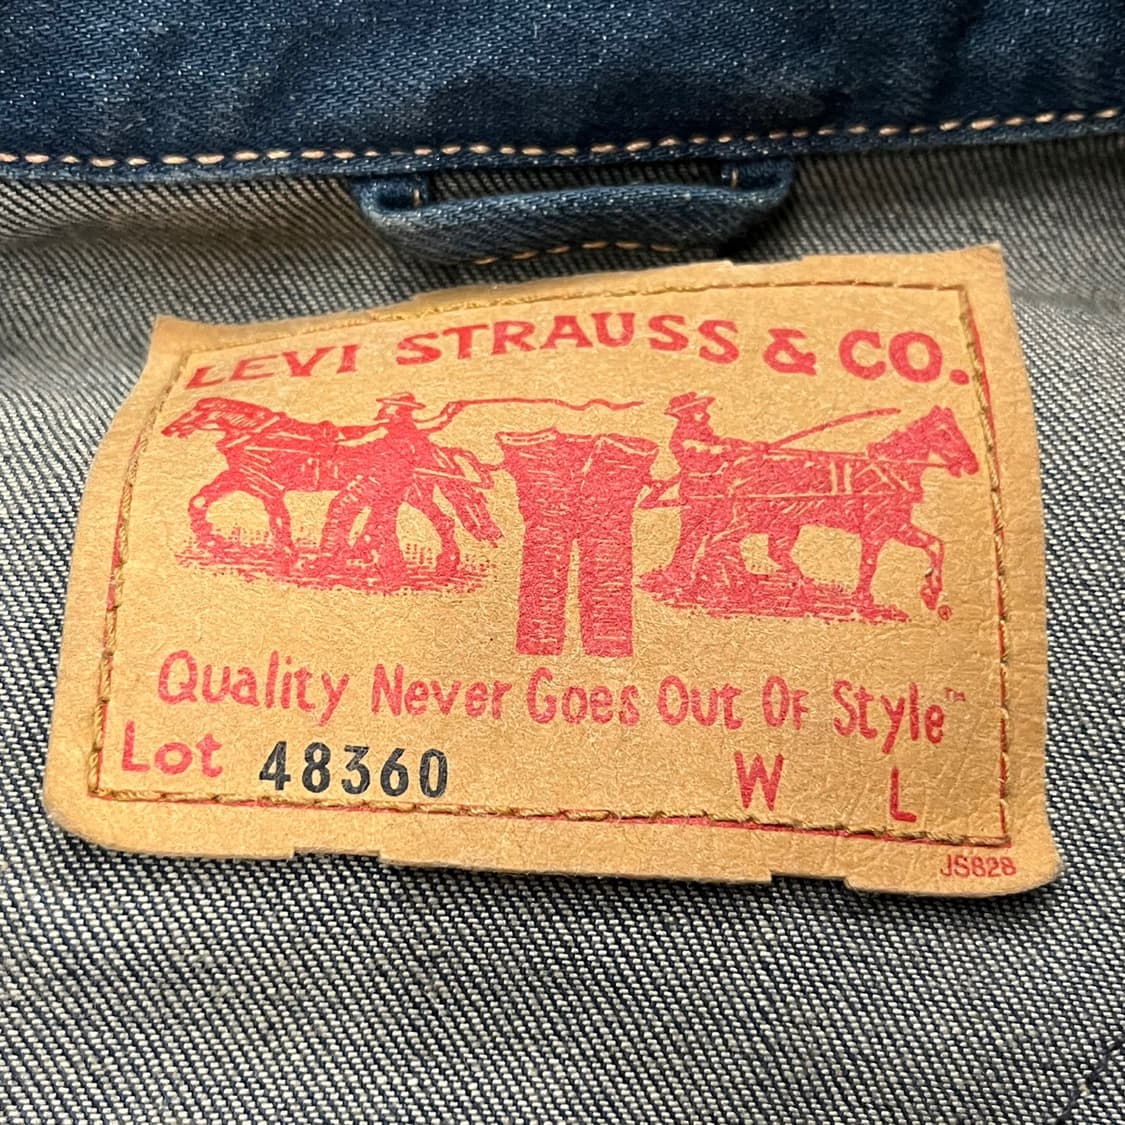 LEVI STRAUSS & CO.
®
Quality Never Goes Out Of Style™
Lot 48360 W L
JS828